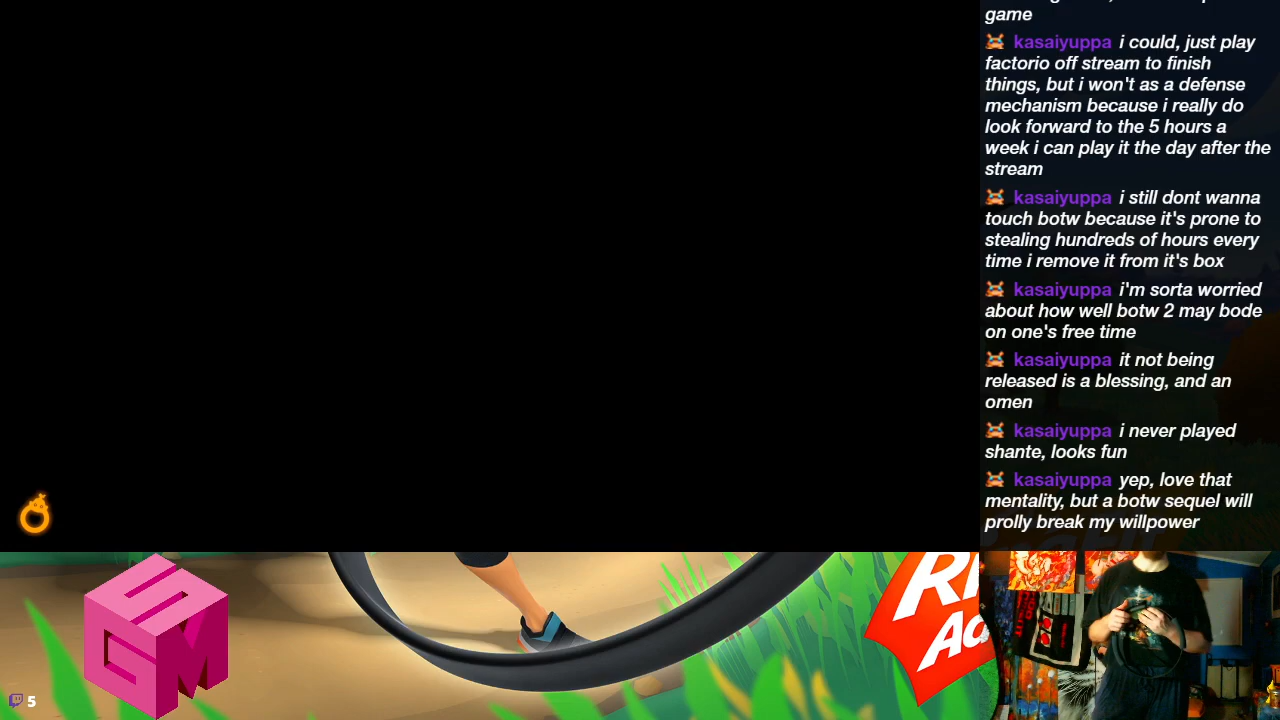 game
kasaiyuppa i could, just play
factorio off stream to finish
things, but i won't as a defense
mechanism because i really do
look forward to the 5 hours a
week i can play it the day after the
stream
kasaiyuppa i still dont wanna
touch botw because it's prone to
stealing hundreds of hours every
time i remove it from it's box
kasaiyuppa i'm sorta worried
about how well botw 2 may bode
on one's free time
kasaiyuppa it not being
released is a blessing, and an
omen
kasaiyuppa i never played
shante, looks fun
kasaiyuppa yep, love that
mentality, but a botw sequel will
prolly break my willpower
SGM
5